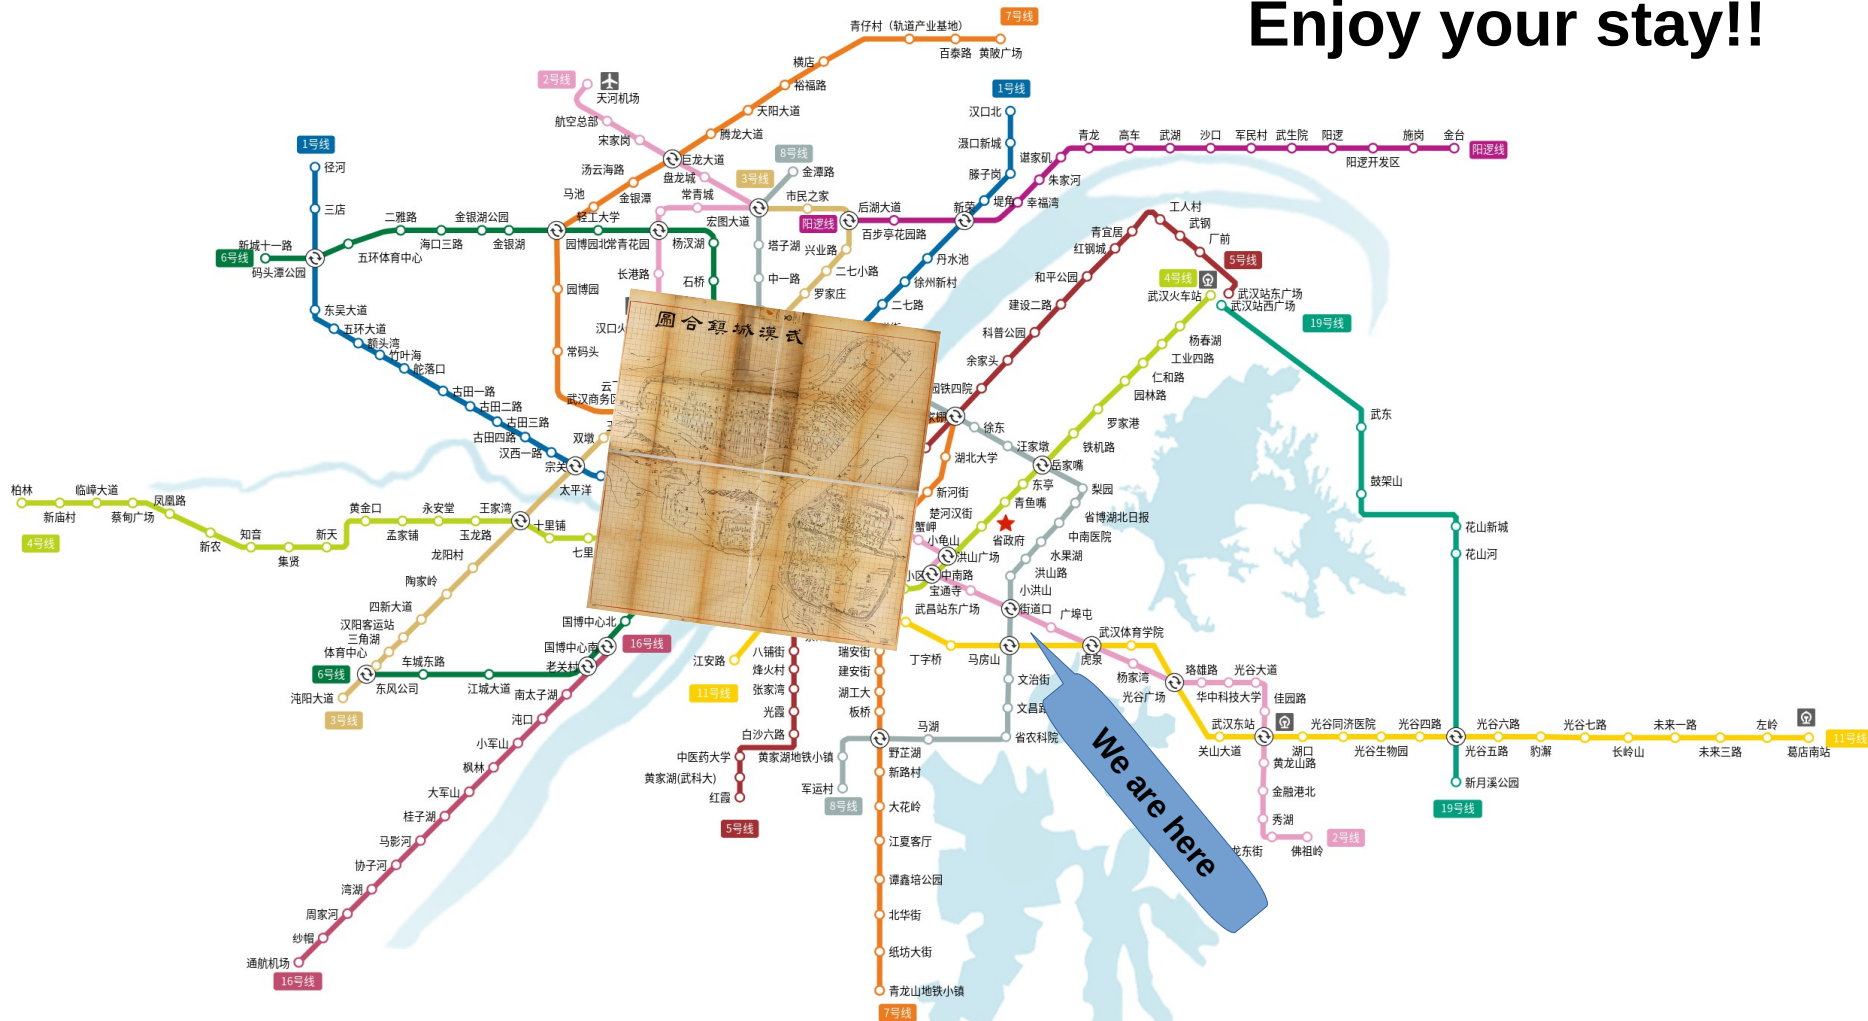 Enjoy your stay!!
7号线
青仔村（轨道产业基地）
百泰路
黄陂广场
横店
裕福路
天阳大道
腾龙大道
2号线
天河机场
航空总部
宋家岗
巨龙大道
盘龙城
汤云海路
马池
金银潭
常青城
8号线
金潭路
3号线
市民之家
宏图大道
阳逻线
后湖大道
百步亭花园路
1号线
汉口北
滠口新城
谌家矶
滕子岗
朱家河
堤角
幸福湾
新荣
青龙
高车
武湖
沙口
军民村
武生院
阳逻
阳逻开发区
施岗
金台
阳逻线
1号线
径河
三店
二雅路
金银湖公园
轻工大学
新城十一路
6号线
码头潭公园
五环体育中心
海口三路
金银湖
园博园北
常青花园
杨汊湖
塔子湖
兴业路
丹水池
长港路
石桥
中一路
二七小路
徐州新村
罗家庄
二七路
园博园
东吴大道
五环大道
额头湾
竹叶海
舵落口
常码头
武汉商务区
古田一路
古田二路
古田三路
古田四路
汉西一路
双墩
宗关
太平洋
工人村
武钢
厂前
青宜居
红钢城
5号线
和平公园
4号线
武汉火车站
武汉站东广场
武汉站西广场
19号线
建设二路
科普公园
杨春湖
工业四路
余家头
仁和路
园林路
罗家港
徐东
汪家墩
铁机路
岳家嘴
湖北大学
东亭
梨园
新河街
青鱼嘴
楚河汉街
省政府
省博湖北日报
中南医院
小龟山
水果湖
洪山广场
洪山路
中南路
宝通寺
小洪山
武昌站东广场
街道口
广埠屯
武汉体育学院
武东
鼓架山
花山新城
花山河
柏林
临嶂大道
凤凰路
新庙村
蔡甸广场
4号线
新农
知音
集贤
新天
黄金口
永安堂
王家湾
孟家铺
玉龙路
十里铺
龙阳村
陶家岭
四新大道
汉阳客运站
三角湖
体育中心
6号线
车城东路
东风公司
江城大道
沌阳大道
3号线
国博中心北
国博中心南
16号线
老关村
南太子湖
沌口
小军山
枫林
大军山
桂子湖
马影河
协子河
湾湖
周家河
纱帽
通航机场
16号线
圖合鎮城漢武
江安路
11号线
八铺街
烽火村
张家湾
光霞
白沙六路
中医药大学
黄家湖(武科大)
红霞
5号线
黄家湖地铁小镇
军运村
8号线
瑞安街
建安街
湖工大
板桥
马湖
野芷湖
新路村
大花岭
江夏客厅
谭鑫培公园
北华街
纸坊大街
青龙山地铁小镇
7号线
丁字桥
马房山
虎泉
文治街
省农科院
杨家湾
光谷广场
珞雄路
光谷大道
华中科技大学
佳园路
武汉东站
光谷同济医院
光谷四路
光谷六路
光谷七路
未来一路
左岭
11号线
关山大道
湖口
光谷生物园
光谷五路
豹澥
长岭山
未来三路
葛店南站
黄龙山路
金融港北
秀湖
2号线
佛祖岭
新月溪公园
19号线
We are here